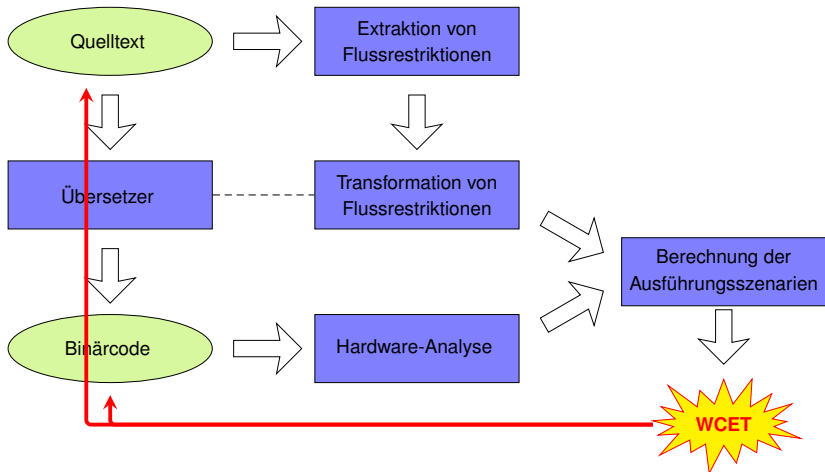 Quelltext
Extraktion von
Flussrestriktionen
Übersetzer
Transformation von
Flussrestriktionen
Berechnung der
Ausführungsszenarien
Binärcode
Hardware-Analyse
WCET